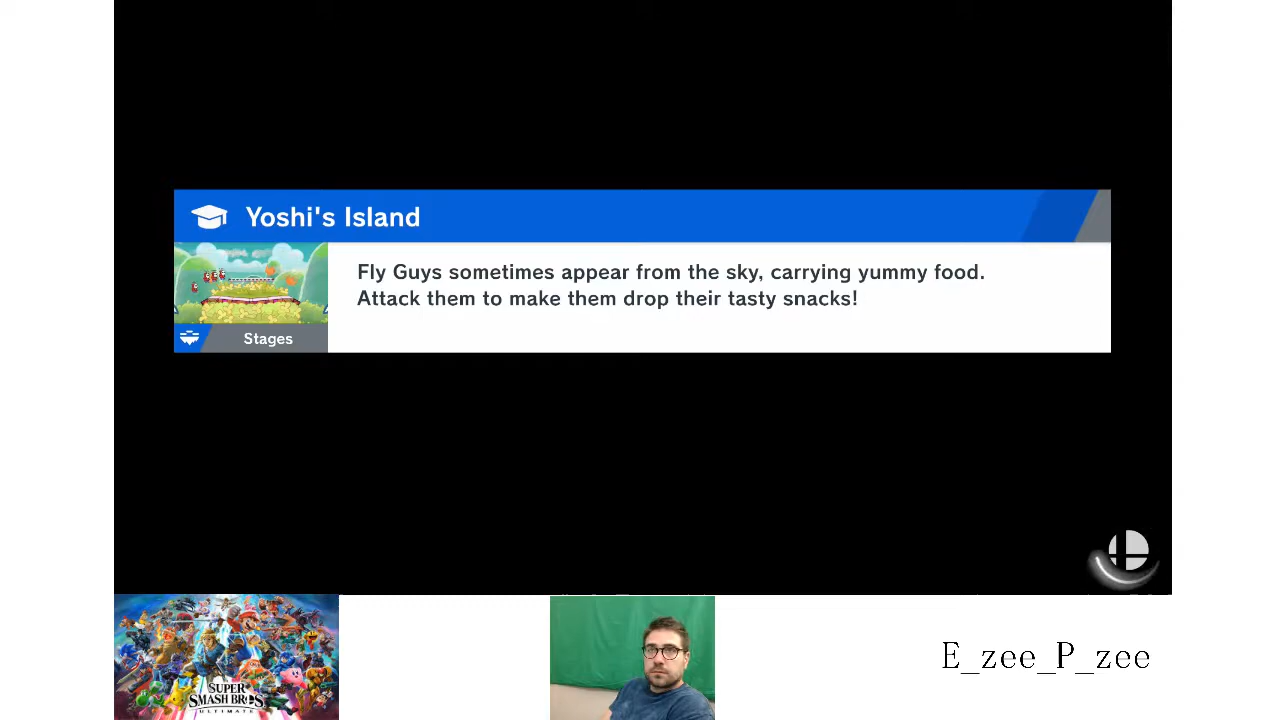 Yoshi's Island
Fly Guys sometimes appear from the sky, carrying yummy food.
Attack them to make them drop their tasty snacks!
Stages
SUPER
SMASH BROS.
ULTIMATE
E_zee_P_zee